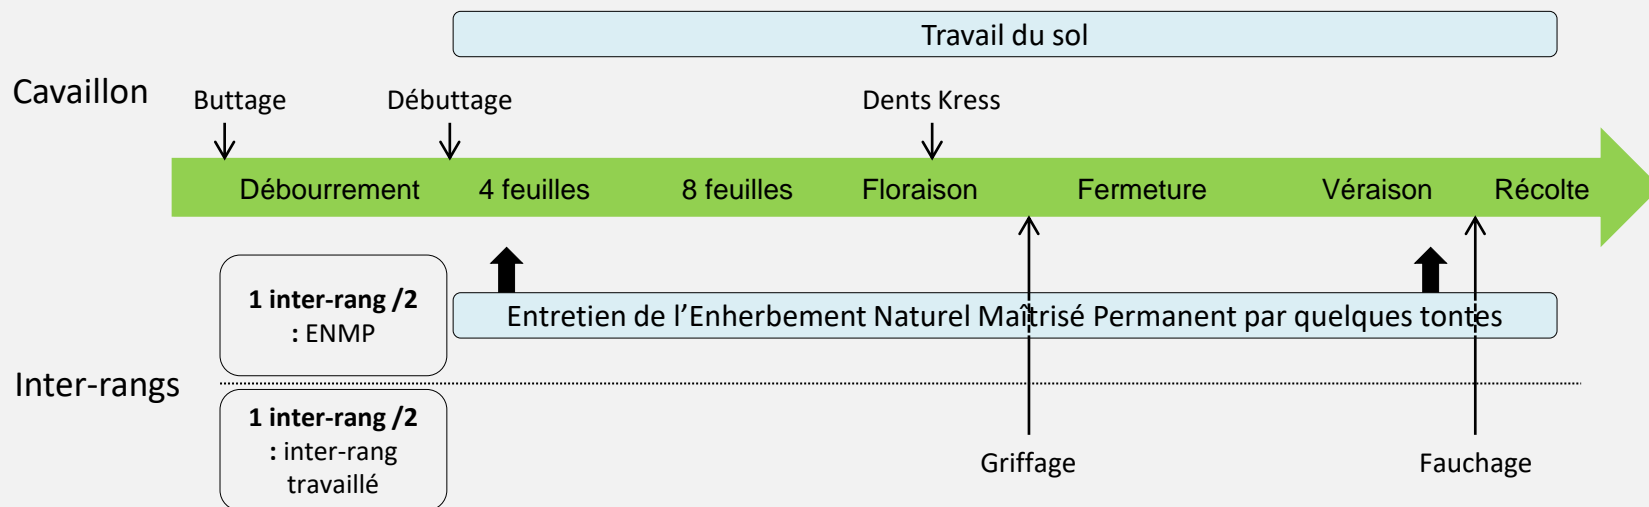 Travail du sol
Cavaillon
Buttage
Débuttage
Dents Kress
Débourrement
4 feuilles
8 feuilles
Floraison
Fermeture
Véraison
Récolte
1 inter-rang /2
: ENMP
Entretien de l’Enherbement Naturel Maîtrisé Permanent par quelques tontes
Inter-rangs
1 inter-rang /2
: inter-rang
travaillé
Griffage
Fauchage